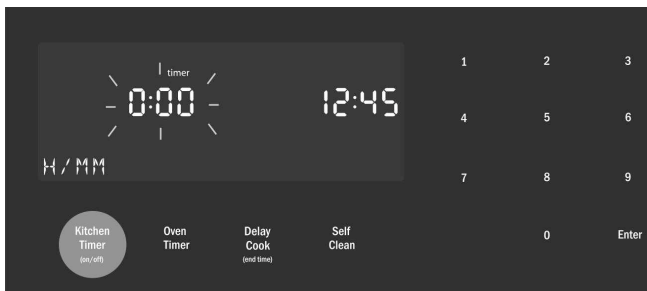 timer
0:00
12:45
H/MM
1 2 3
4 5 6
7 8 9
0 Enter
Kitchen Timer (on/off)
Oven Timer
Delay Cook (end time)
Self Clean